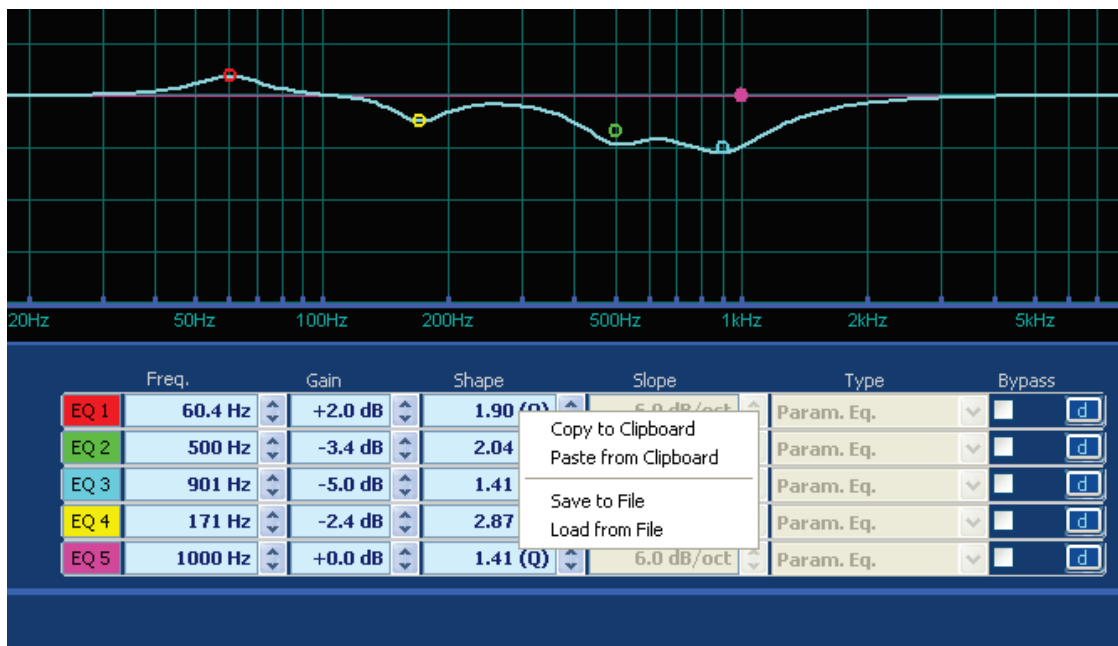 20Hz 50Hz 100Hz 200Hz 500Hz 1kHz 2kHz 5kHz
Freq. Gain Shape Slope Type Bypass
EQ 1 60.4 Hz +2.0 dB 1.90 (Q) 6.0 dB/oct Param. Eq. d
Copy to Clipboard
EQ 2 500 Hz -3.4 dB 2.04 Param. Eq. d
Paste from Clipboard
EQ 3 901 Hz -5.0 dB 1.41 Param. Eq. d
Save to File
EQ 4 171 Hz -2.4 dB 2.87 Param. Eq. d
Load from File
EQ 5 1000 Hz +0.0 dB 1.41 (Q) 6.0 dB/oct Param. Eq. d